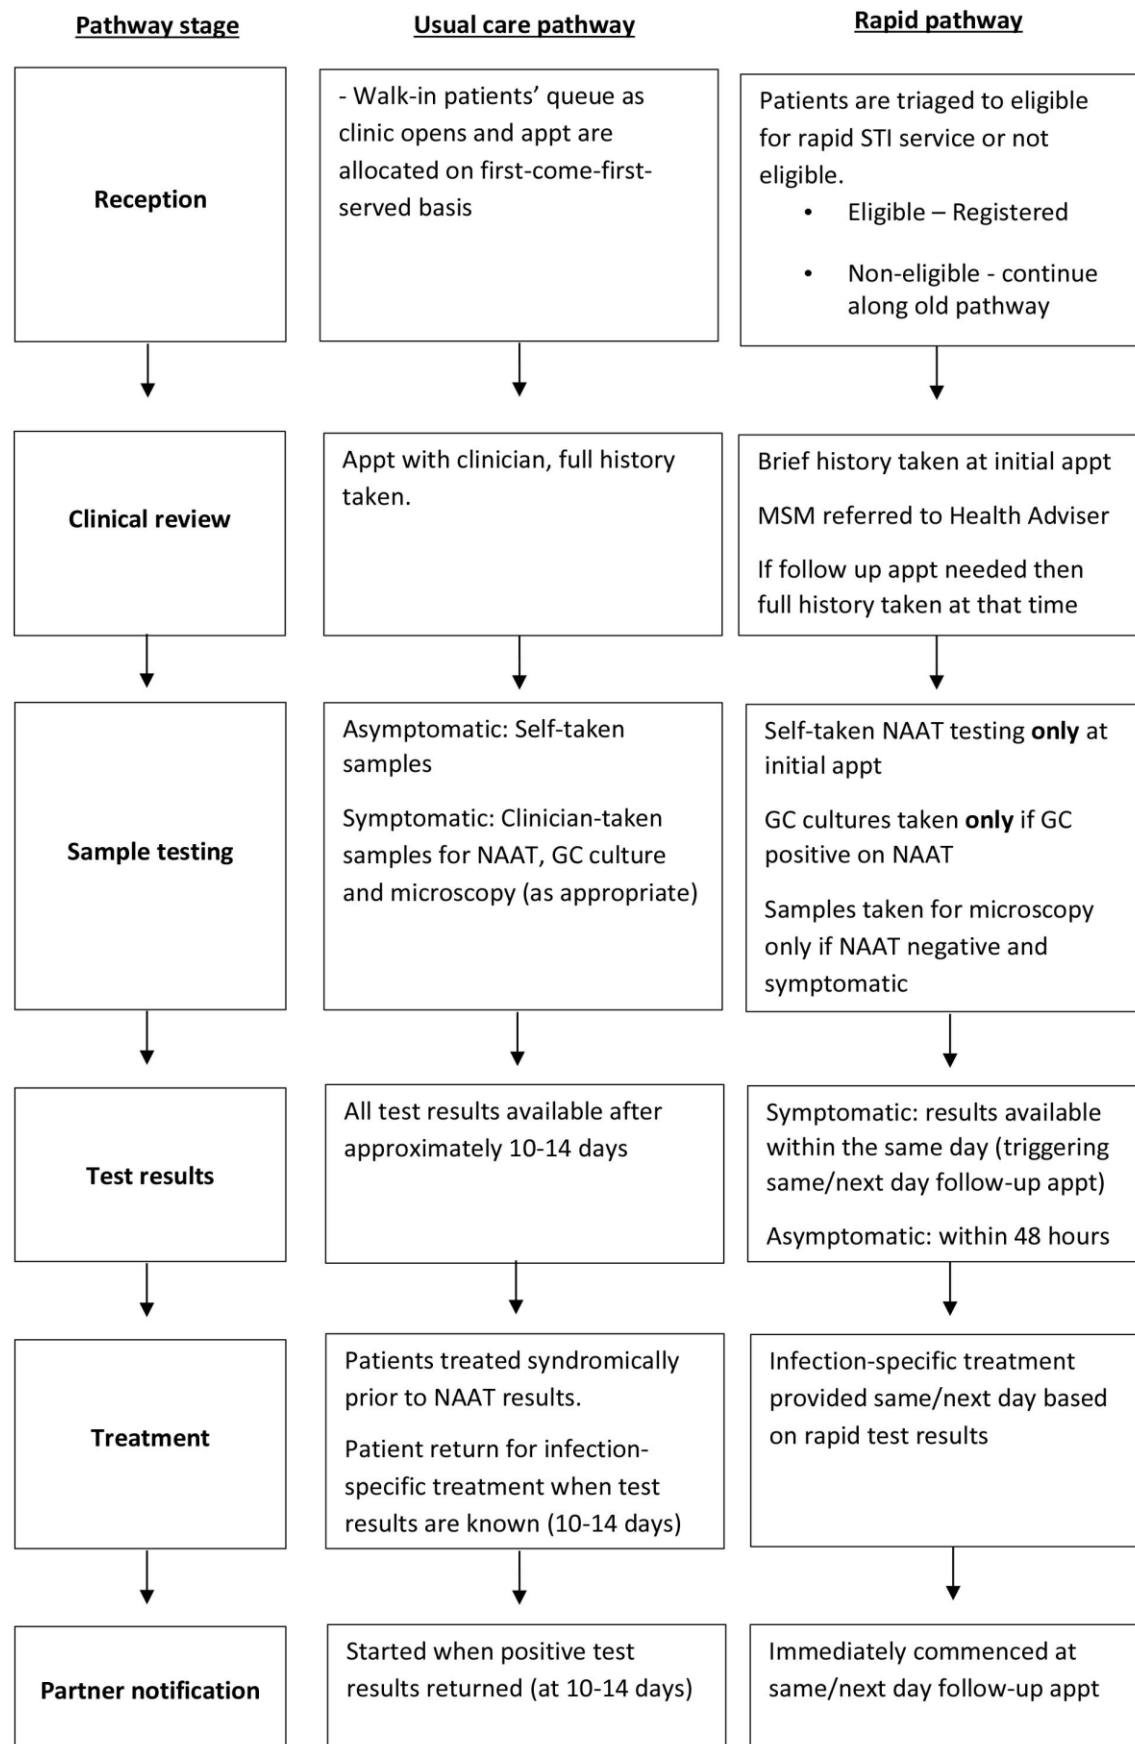 Pathway stage
Usual care pathway
Rapid pathway
Reception
- Walk-in patients’ queue as
clinic opens and appt are
allocated on first-come-first-
served basis
Patients are triaged to eligible
for rapid STI service or not
eligible.
• Eligible – Registered
• Non-eligible - continue
along old pathway
Clinical review
Appt with clinician, full history
taken.
Brief history taken at initial appt
MSM referred to Health Adviser
If follow up appt needed then
full history taken at that time
Sample testing
Asymptomatic: Self-taken
samples
Symptomatic: Clinician-taken
samples for NAAT, GC culture
and microscopy (as appropriate)
Self-taken NAAT testing only at
initial appt
GC cultures taken only if GC
positive on NAAT
Samples taken for microscopy
only if NAAT negative and
symptomatic
Test results
All test results available after
approximately 10-14 days
Symptomatic: results available
within the same day (triggering
same/next day follow-up appt)
Asymptomatic: within 48 hours
Treatment
Patients treated syndromically
prior to NAAT results.
Patient return for infection-
specific treatment when test
results are known (10-14 days)
Infection-specific treatment
provided same/next day based
on rapid test results
Partner notification
Started when positive test
results returned (at 10-14 days)
Immediately commenced at
same/next day follow-up appt